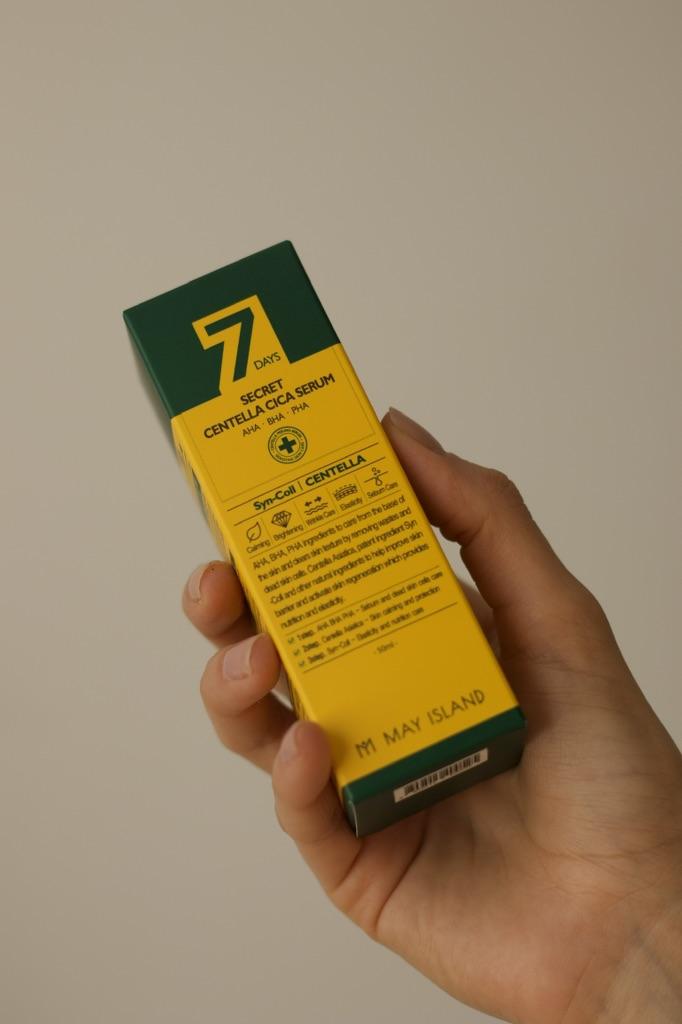 7
DAYS
SECRET
CENTELLA CICA SERUM
AHA · BHA · PHA
Syn-Coll | CENTELLA
Calming Brightening Wrinkle Care Elasticity Sebum Care
AHA, BHA, PHA ingredients to care from the base of
the skin and clears skin texture by removing wastes and
dead skin cells. Centella Asiatica, patent ingredient Syn
-Coll and other natural ingredients to help improve skin
barrier and activate skin regeneration which provides
nutrition and elasticity.
1step. AHA BHA PHA - Sebum and dead skin cells care
2step. Centella Asiatica - Skin calming and protection
3step. Syn-Coll - Elasticity and nutrition care
- 50ml -
MAY ISLAND